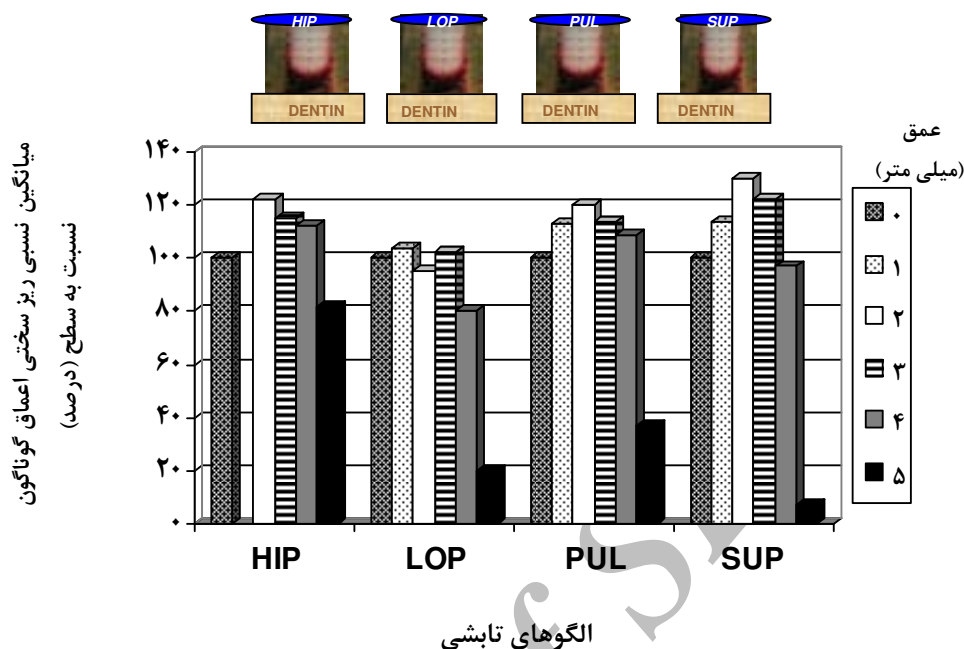 HIP LOP PUL SUP
DENTIN DENTIN DENTIN DENTIN
میانگین نسبی ریز سختی اعماق گوناگون
نسبت به سطح (درصد)
۱۴۰
۱۲۰
۱۰۰
۸۰
۶۰
۴۰
۲۰
۰
HIP LOP PUL SUP
الگوهای تابشی
عمق
(میلی متر)
۰
۱
۲
۳
۴
۵